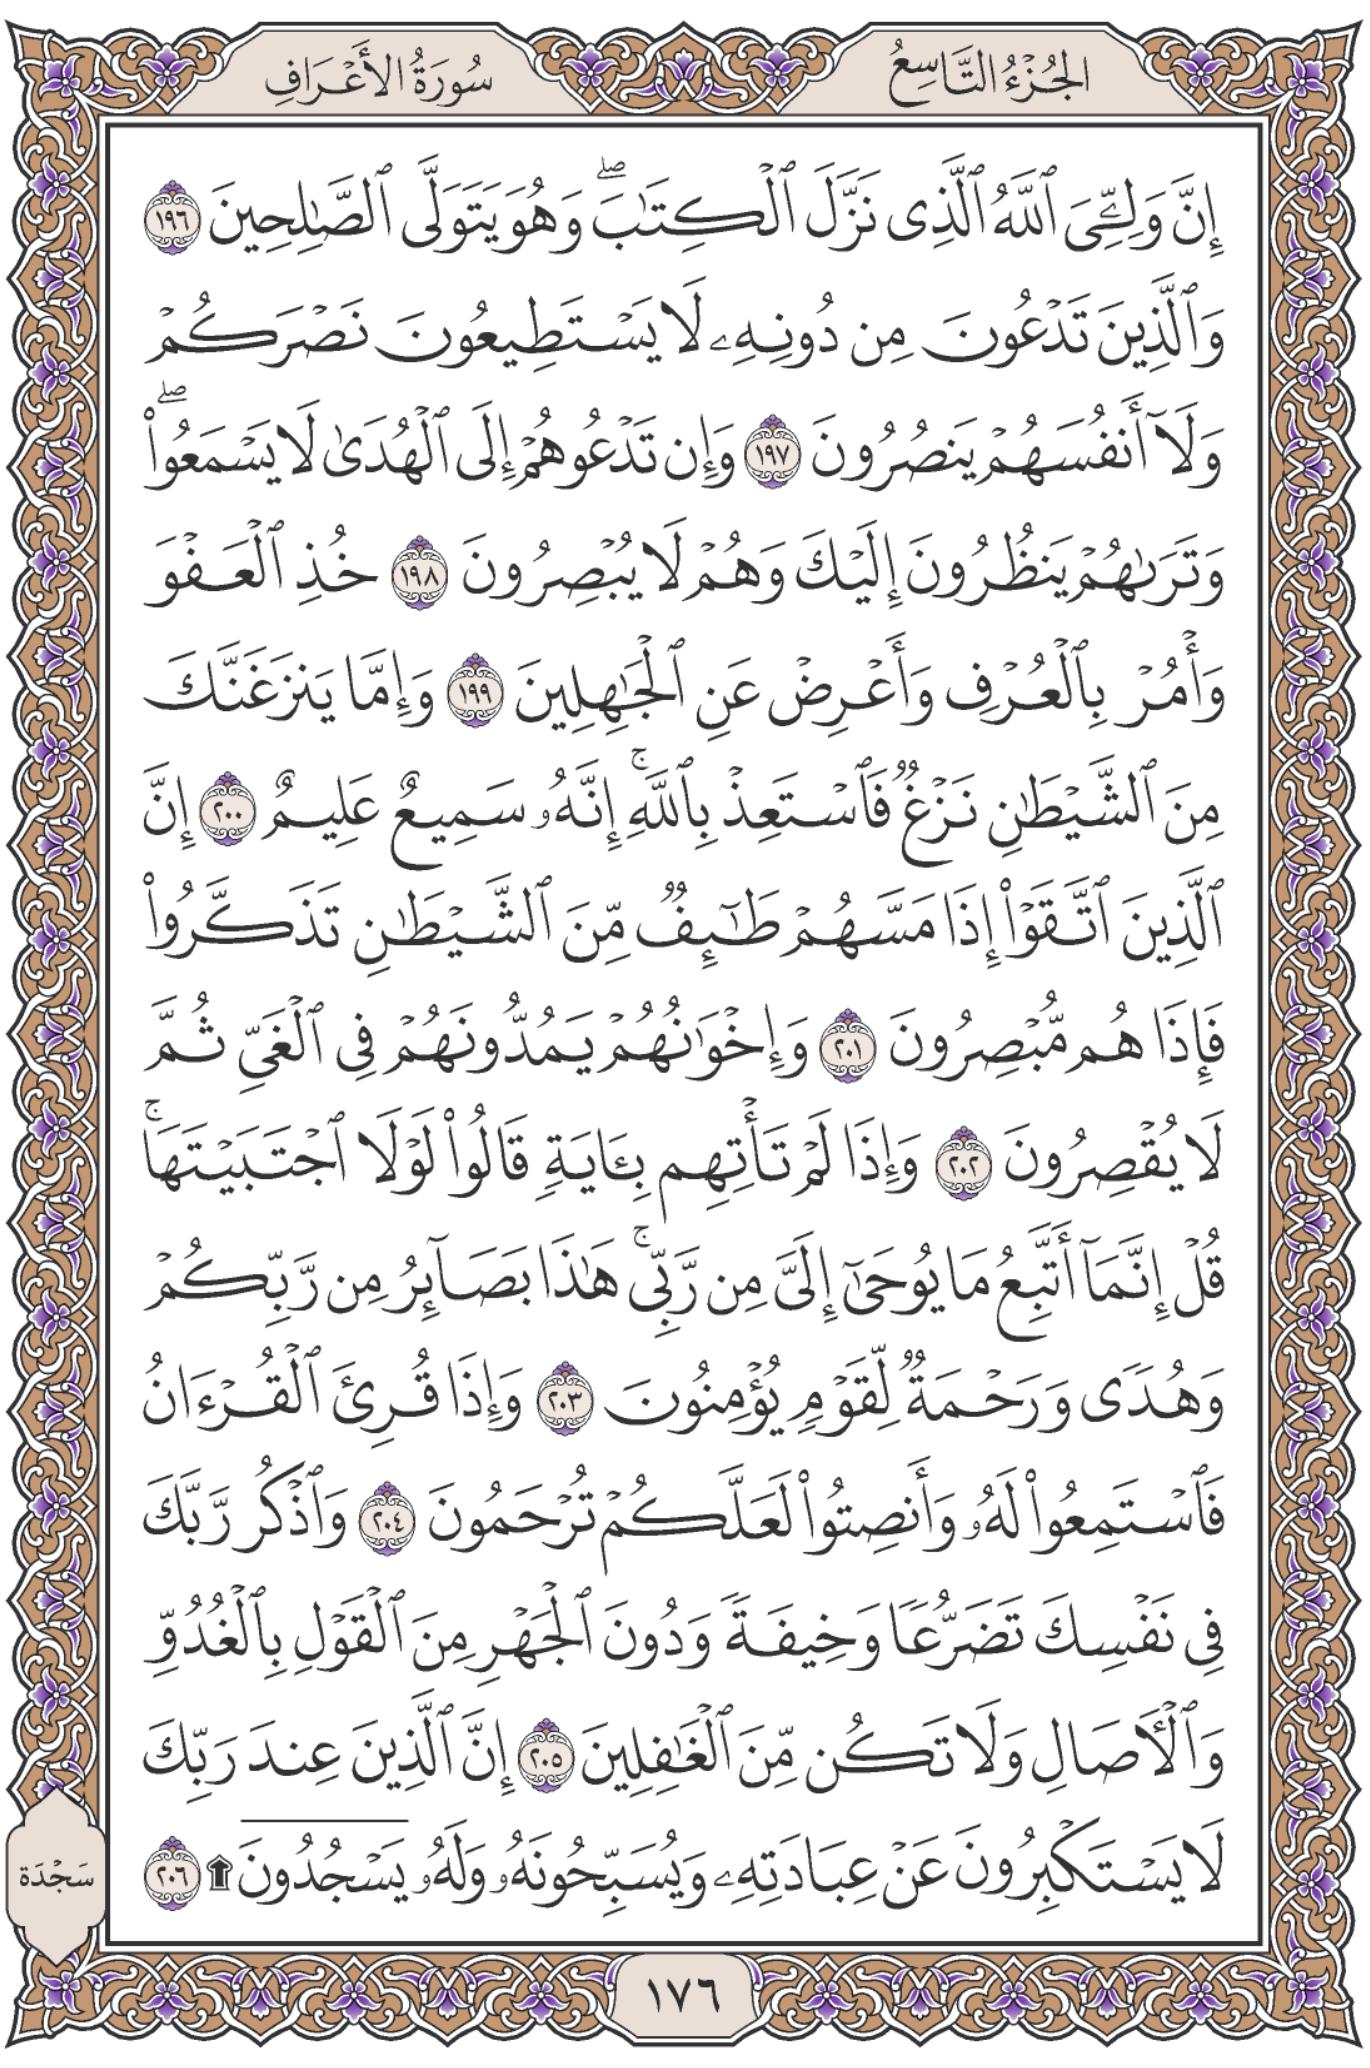 الجُزْءُ التَّاسِعُ
سُورَةُ الأَعْرَافِ
إِنَّ وَلِـِّۧيَ ٱللَّهُ ٱلَّذِى نَزَّلَ ٱلْكِتَٰبَۖ وَهُوَ يَتَوَلَّى ٱلصَّٰلِحِينَ ١٩٦
وَٱلَّذِينَ تَدْعُونَ مِن دُونِهِۦ لَا يَسْتَطِيعُونَ نَصْرَكُمْ
وَلَآ أَنفُسَهُمْ يَنصُرُونَ ١٩٧ وَإِن تَدْعُوهُمْ إِلَى ٱلْهُدَىٰ لَا يَسْمَعُوا۟ۖ
وَتَرَىٰهُمْ يَنظُرُونَ إِلَيْكَ وَهُمْ لَا يُبْصِرُونَ ١٩٨ خُذِ ٱلْعَفْوَ
وَأْمُرْ بِٱلْعُرْفِ وَأَعْرِضْ عَنِ ٱلْجَٰهِلِينَ ١٩٩ وَإِمَّا يَنزَغَنَّكَ
مِنَ ٱلشَّيْطَٰنِ نَزْغٌ فَٱسْتَعِذْ بِٱللَّهِۚ إِنَّهُۥ سَمِيعٌ عَلِيمٌ ٢٠٠ إِنَّ
ٱلَّذِينَ ٱتَّقَوْا۟ إِذَا مَسَّهُمْ طَٰٓئِفٌ مِّنَ ٱلشَّيْطَٰنِ تَذَكَّرُوا۟
فَإِذَا هُم مُّبْصِرُونَ ٢٠١ وَإِخْوَٰنُهُمْ يَمُدُّونَهُمْ فِى ٱلْغَىِّ ثُمَّ
لَا يُقْصِرُونَ ٢٠٢ وَإِذَا لَمْ تَأْتِهِم بِـَٔايَةٍ قَالُوا۟ لَوْلَا ٱجْتَبَيْتَهَاۚ
قُلْ إِنَّمَآ أَتَّبِعُ مَا يُوحَىٰٓ إِلَىَّ مِن رَّبِّىۚ هَٰذَا بَصَآئِرُ مِن رَّبِّكُمْ
وَهُدًى وَرَحْمَةٌ لِّقَوْمٍ يُؤْمِنُونَ ٢٠٣ وَإِذَا قُرِئَ ٱلْقُرْءَانُ
فَٱسْتَمِعُوا۟ لَهُۥ وَأَنصِتُوا۟ لَعَلَّكُمْ تُرْحَمُونَ ٢٠٤ وَٱذْكُر رَّبَّكَ
فِى نَفْسِكَ تَضَرُّعًا وَخِيفَةً وَدُونَ ٱلْجَهْرِ مِنَ ٱلْقَوْلِ بِٱلْغُدُوِّ
وَٱلْـَٔاصَالِ وَلَا تَكُن مِّنَ ٱلْغَٰفِلِينَ ٢٠٥ إِنَّ ٱلَّذِينَ عِندَ رَبِّكَ
لَا يَسْتَكْبِرُونَ عَنْ عِبَادَتِهِۦ وَيُسَبِّحُونَهُۥ وَلَهُۥ يَسْجُدُونَ ۩ ٢٠٦
سَجْدَة
١٧٦